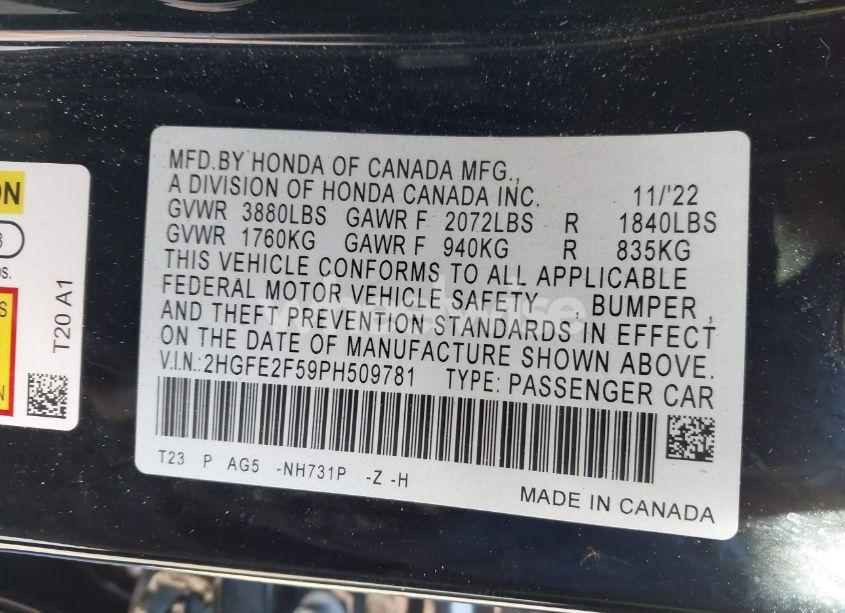 MFD.BY HONDA OF CANADA MFG.,
A DIVISION OF HONDA CANADA INC. 11/'22
GVWR 3880LBS GAWR F 2072LBS R 1840LBS
GVWR 1760KG GAWR F 940KG R 835KG
THIS VEHICLE CONFORMS TO ALL APPLICABLE
FEDERAL MOTOR VEHICLE SAFETY , BUMPER ,
AND THEFT PREVENTION STANDARDS IN EFFECT
ON THE DATE OF MANUFACTURE SHOWN ABOVE.
V.I.N.:2HGFE2F59PH509781 TYPE: PASSENGER CAR
T23 P AG5 -NH731P -Z -H
MADE IN CANADA
T20 A1